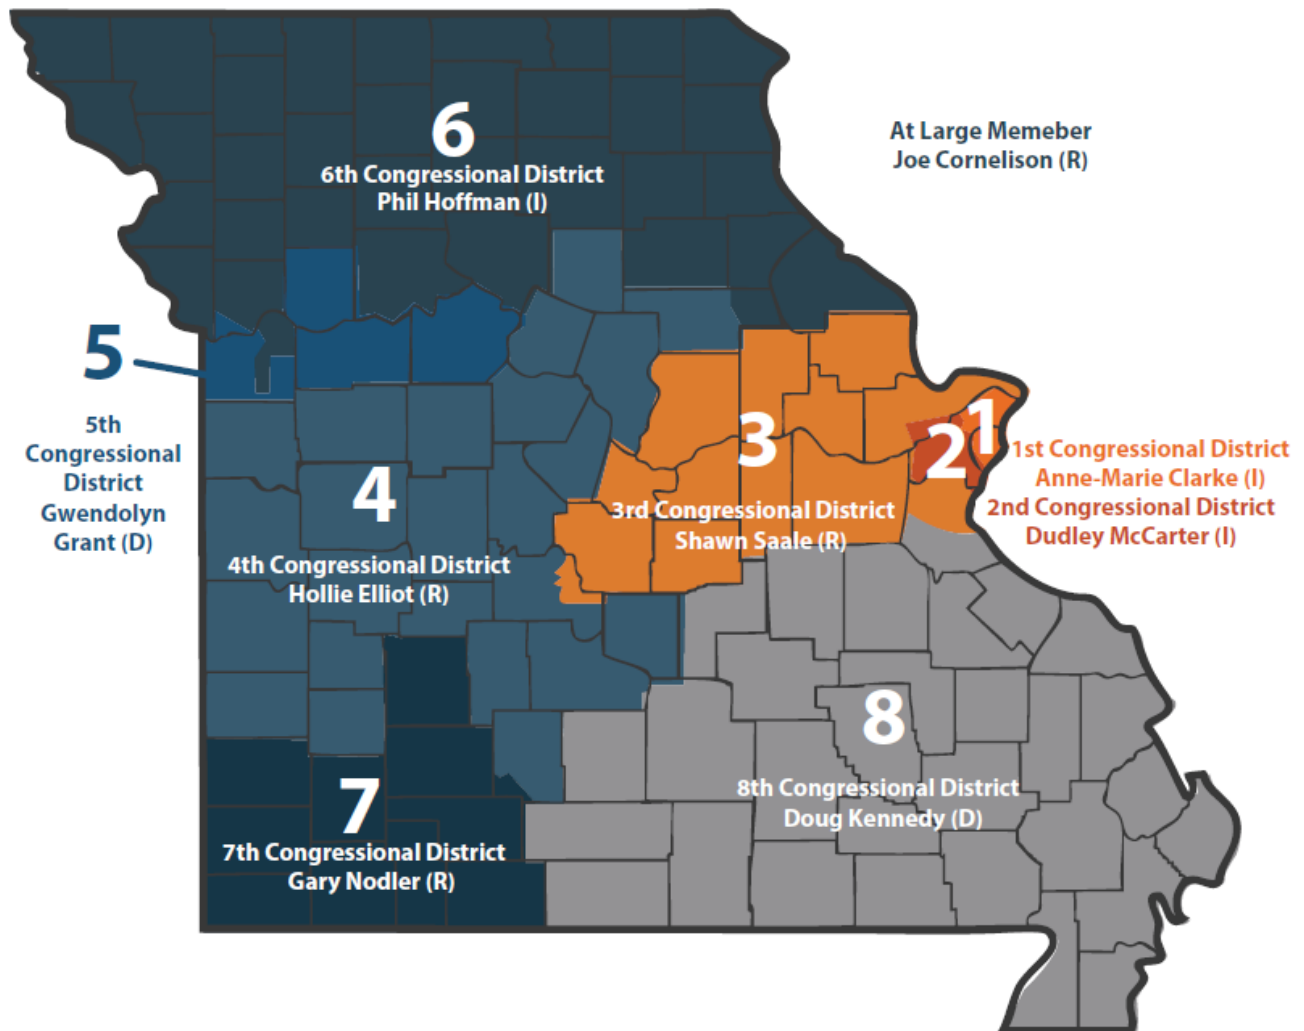 6
6th Congressional District
Phil Hoffman (I)
At Large Memeber
Joe Cornelison (R)
5
5th
Congressional
District
Gwendolyn
Grant (D)
4
4th Congressional District
Hollie Elliot (R)
3
3rd Congressional District
Shawn Saale (R)
2
1
1st Congressional District
Anne-Marie Clarke (I)
2nd Congressional District
Dudley McCarter (I)
7
7th Congressional District
Gary Nodler (R)
8
8th Congressional District
Doug Kennedy (D)